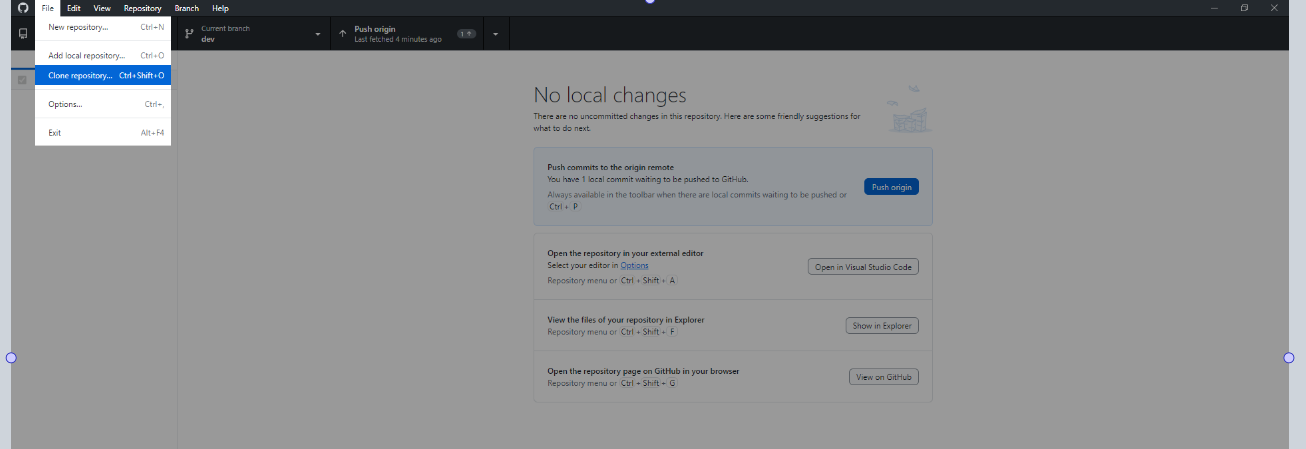 File Edit View Repository Branch Help
New repository... Ctrl+N
Add local repository... Ctrl+O
Clone repository... Ctrl+Shift+O
Options... Ctrl+,
Exit Alt+F4
Current branch
dev
Push origin
Last fetched 4 minutes ago
1
No local changes
There are no uncommitted changes in this repository. Here are some friendly suggestions for
what to do next.
Push commits to the origin remote
You have 1 local commit waiting to be pushed to GitHub.
Always available in the toolbar when there are local commits waiting to be pushed or
Ctrl + P
Push origin
Open the repository in your external editor
Select your editor in Options
Repository menu or Ctrl + Shift + A
Open in Visual Studio Code
View the files of your repository in Explorer
Repository menu or Ctrl + Shift + F
Show in Explorer
Open the repository page on GitHub in your browser
Repository menu or Ctrl + Shift + G
View on GitHub